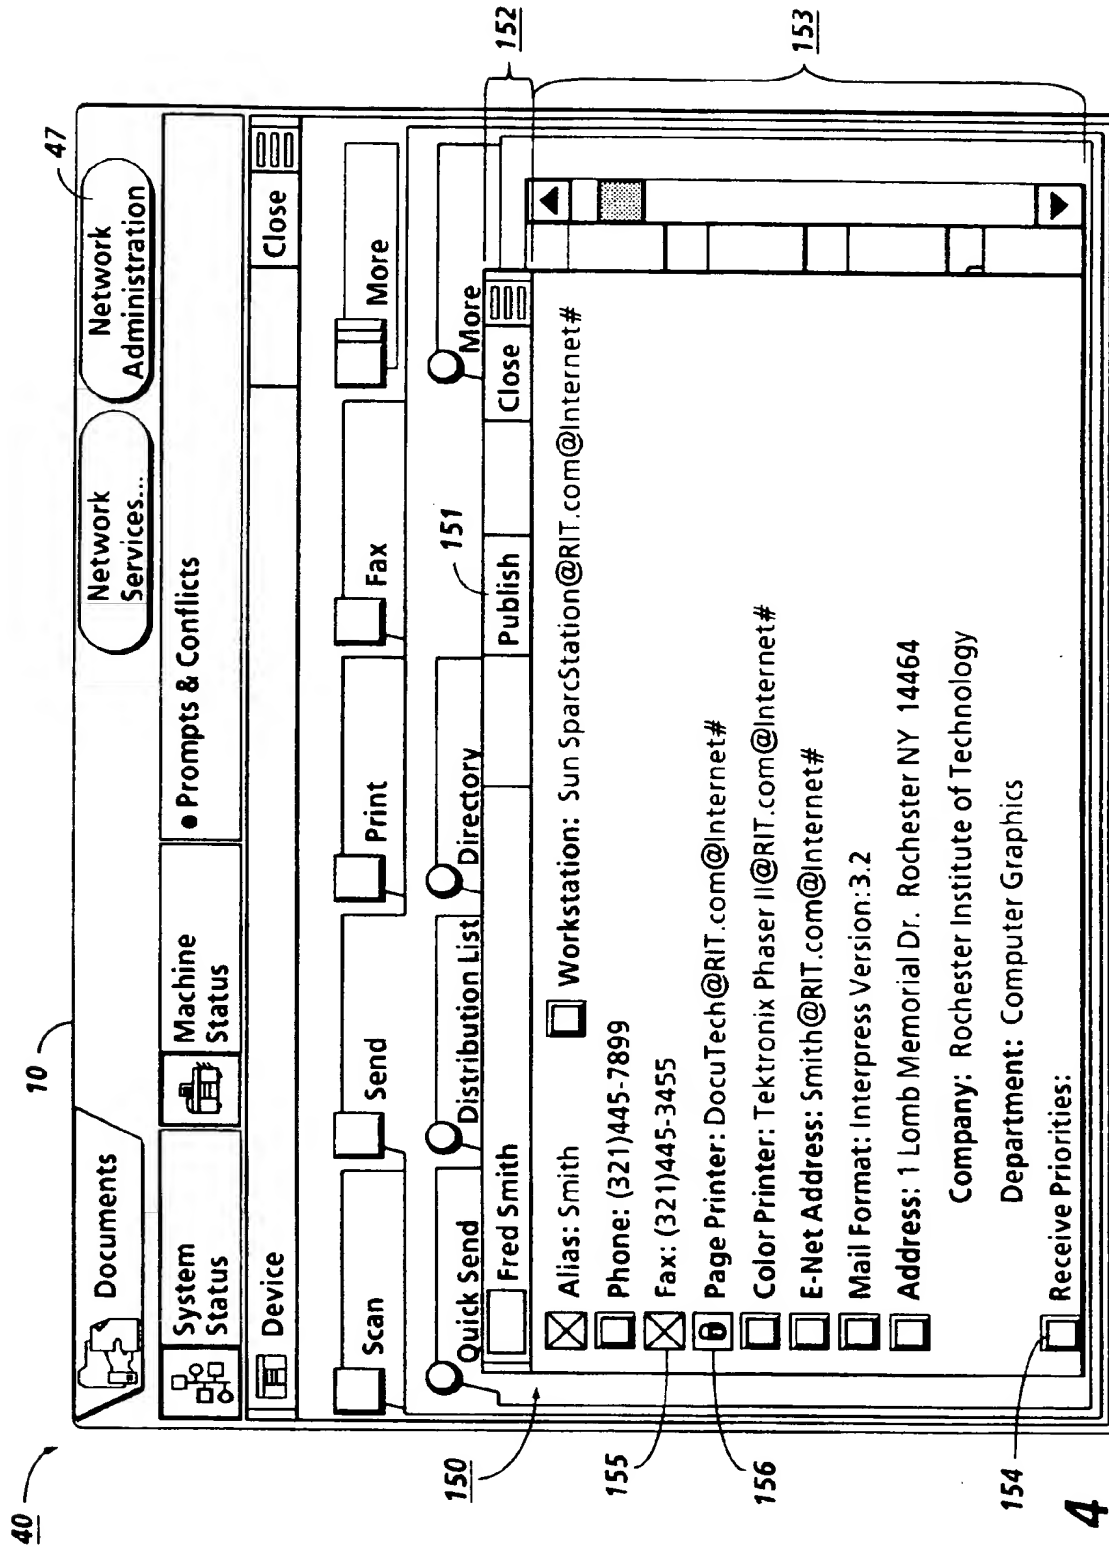 40
10
47
Documents
Network Services...
Network Administration
System Status
Machine Status
● Prompts & Conflicts
Device
Close
Scan
Send
Print
Fax
More
Quick Send
Distribution List
Directory
More
151
152
150
Fred Smith
Publish
Close
153
Alias: Smith
Workstation: Sun SparcStation@RIT.com@Internet#
Phone: (321)445-7899
155
Fax: (321)445-3455
156
Page Printer: DocuTech@RIT.com@Internet#
Color Printer: Tektronix Phaser II@RIT.com@Internet#
E-Net Address: Smith@RIT.com@Internet#
Mail Format: Interpress Version:3.2
Address: 1 Lomb Memorial Dr. Rochester NY 14464
Company: Rochester Institute of Technology
Department: Computer Graphics
154
Receive Priorities:
4